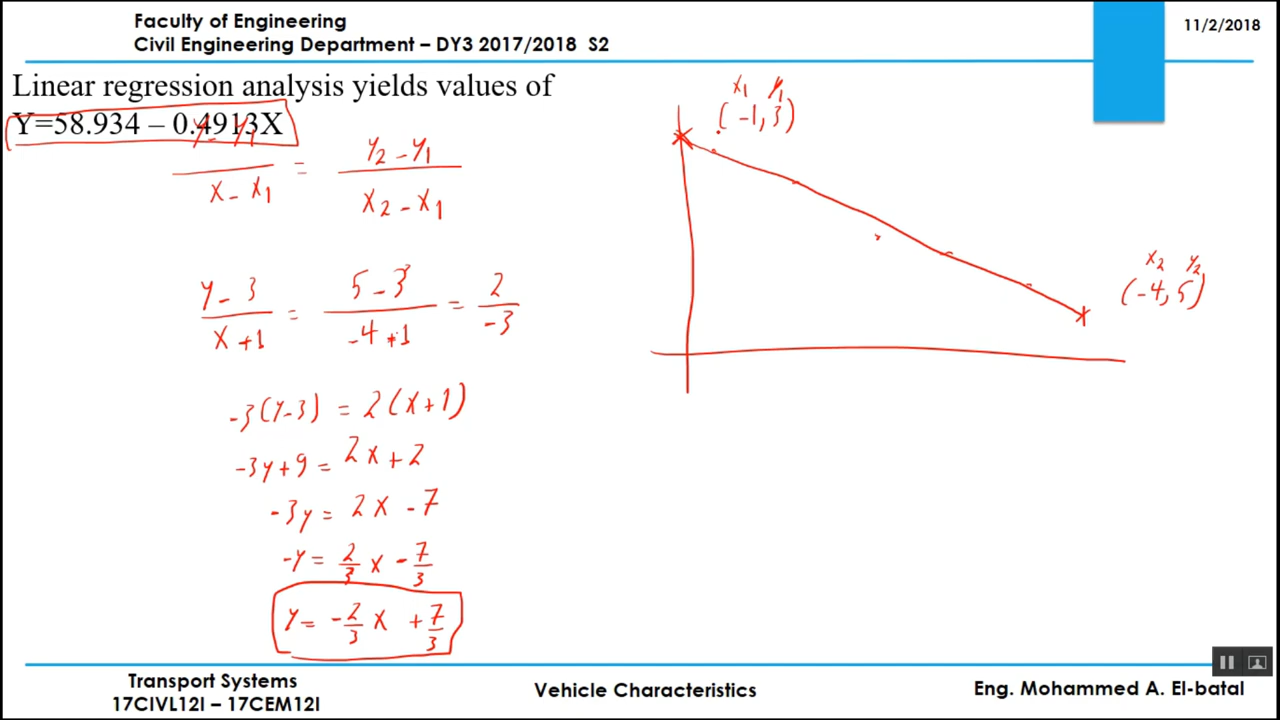 Faculty of Engineering
Civil Engineering Department – DY3 2017/2018 S2
11/2/2018
Linear regression analysis yields values of
Y=58.934 – 0.4913X
y - y1 / x - x1 = y2 - y1 / x2 - x1
y - 3 / x + 1 = 5 - 3 / -4 + 1 = 2 / -3
-3(y-3) = 2(x+1)
-3y+9 = 2x+2
-3y = 2x - 7
-y = 2/3 x - 7/3
y = -2/3 x + 7/3
x1 y1
(-1,3)
x2 y2
(-4,5)
Transport Systems
17CIVL12I – 17CEM12I
Vehicle Characteristics
Eng. Mohammed A. El-batal